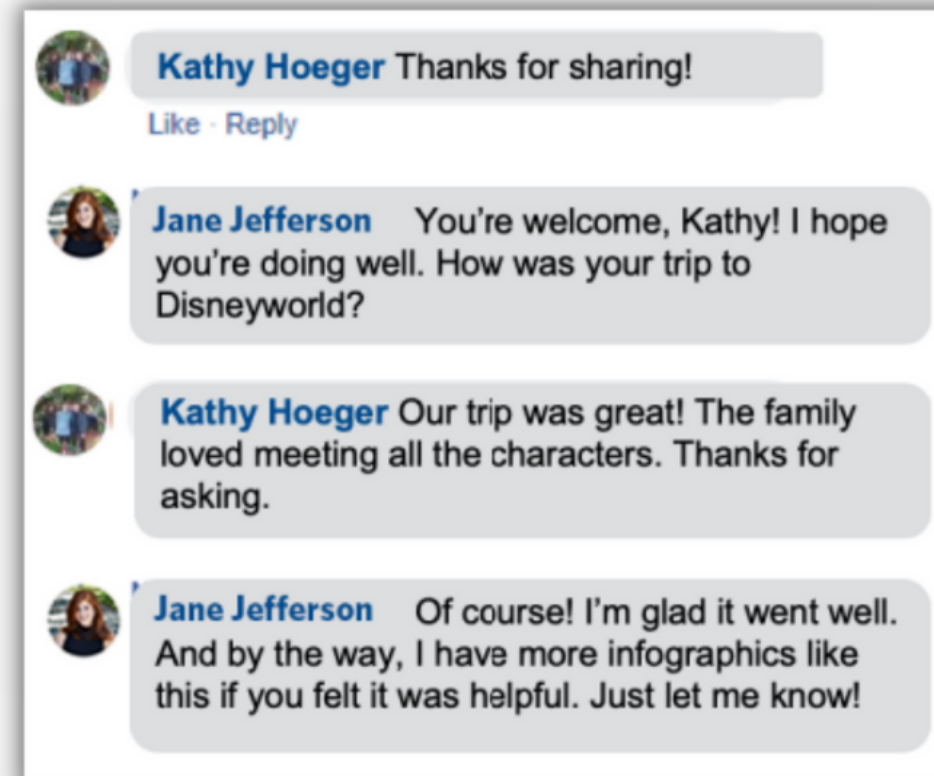 Kathy Hoeger Thanks for sharing!
Like · Reply
Jane Jefferson You're welcome, Kathy! I hope
you're doing well. How was your trip to
Disneyworld?
Kathy Hoeger Our trip was great! The family
loved meeting all the characters. Thanks for
asking.
Jane Jefferson Of course! I'm glad it went well.
And by the way, I have more infographics like
this if you felt it was helpful. Just let me know!